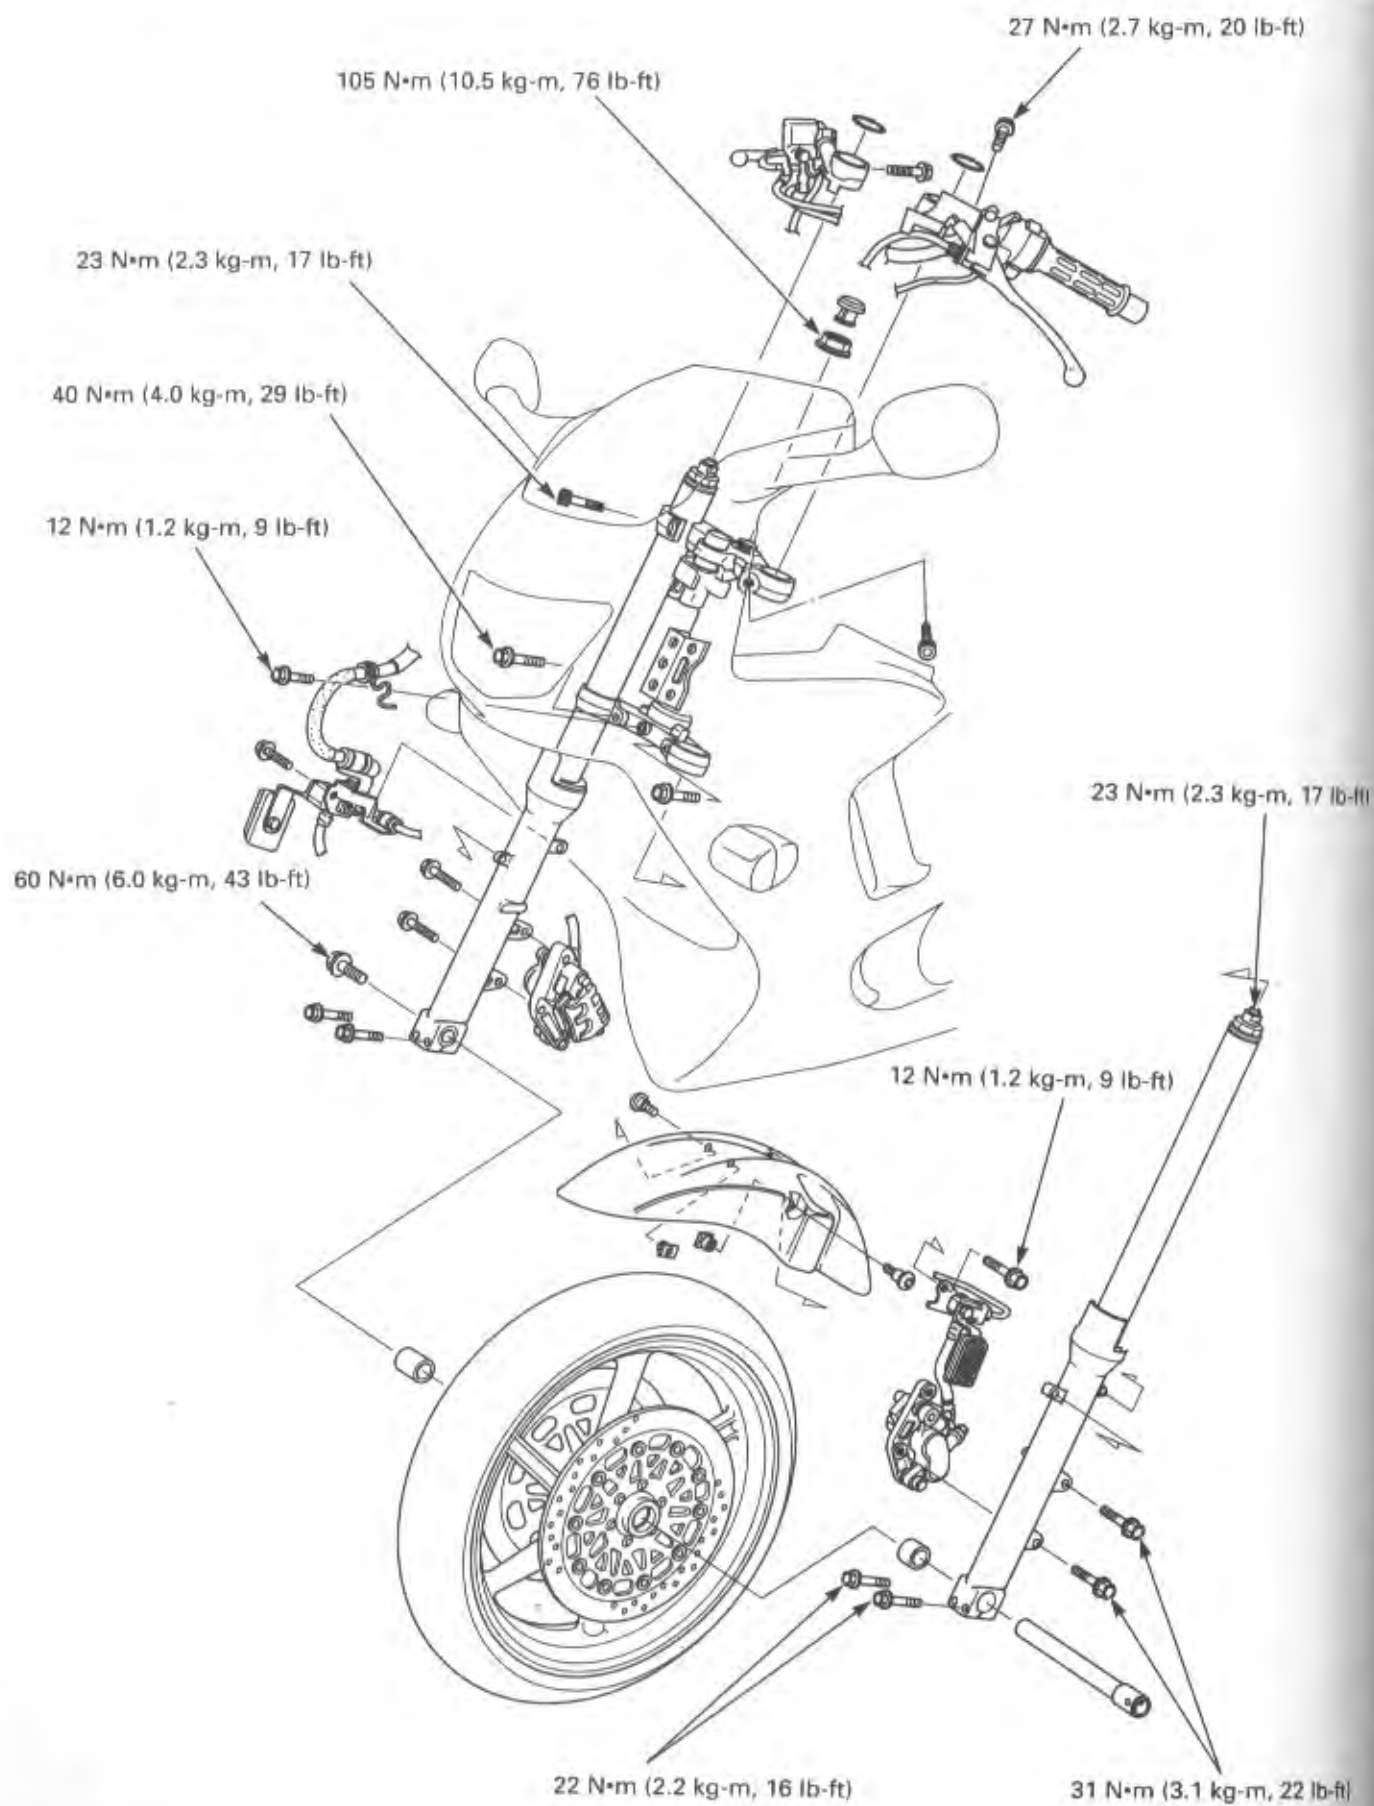 27 N•m (2.7 kg-m, 20 lb-ft)
105 N•m (10.5 kg-m, 76 lb-ft)
23 N•m (2.3 kg-m, 17 lb-ft)
40 N•m (4.0 kg-m, 29 lb-ft)
12 N•m (1.2 kg-m, 9 lb-ft)
23 N•m (2.3 kg-m, 17 lb-ft)
60 N•m (6.0 kg-m, 43 lb-ft)
12 N•m (1.2 kg-m, 9 lb-ft)
22 N•m (2.2 kg-m, 16 lb-ft)
31 N•m (3.1 kg-m, 22 lb-ft)